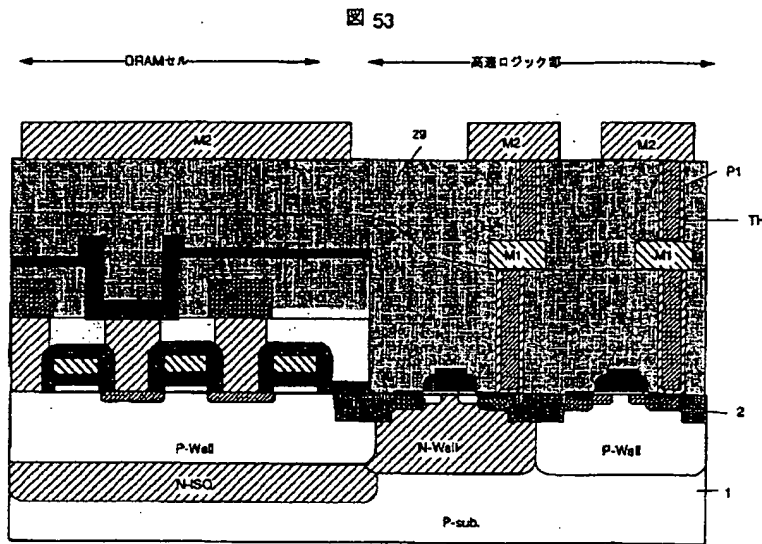 図 53
DRAMセル
高速ロジック部
M2
29
M2
M2
P1
TH
M1
M1
2
P-Well
N-Well
P-Well
N-ISO
1
P-sub.